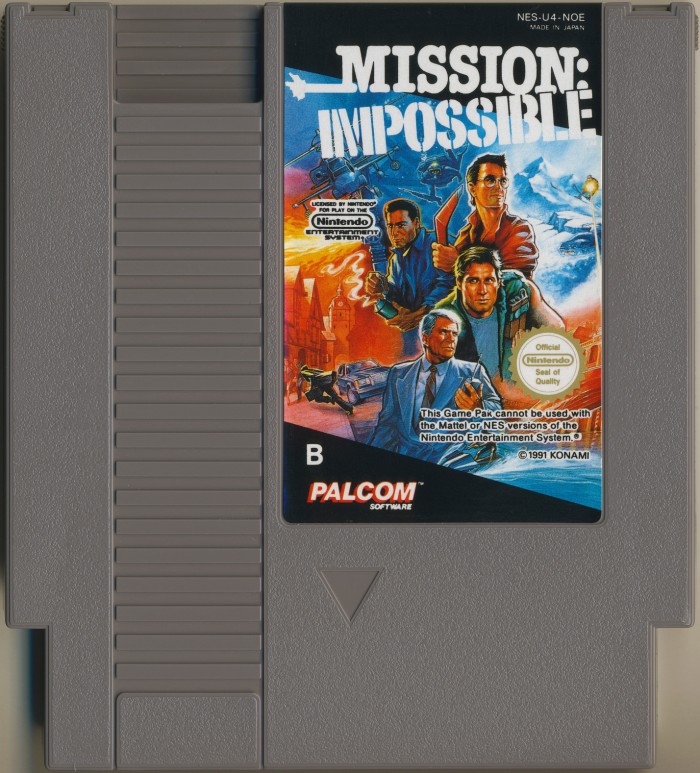 NES-U4-NOE
MADE IN JAPAN
MISSION:
IMPOSSIBLE
LICENSED BY NINTENDO®
FOR PLAY ON THE
Nintendo
ENTERTAINMENT
SYSTEM
Official
Nintendo
Seal of
Quality
This Game Pak cannot be used with
the Mattel or NES versions of the
Nintendo Entertainment System.®
© 1991 KONAMI
B
PALCOM™
SOFTWARE